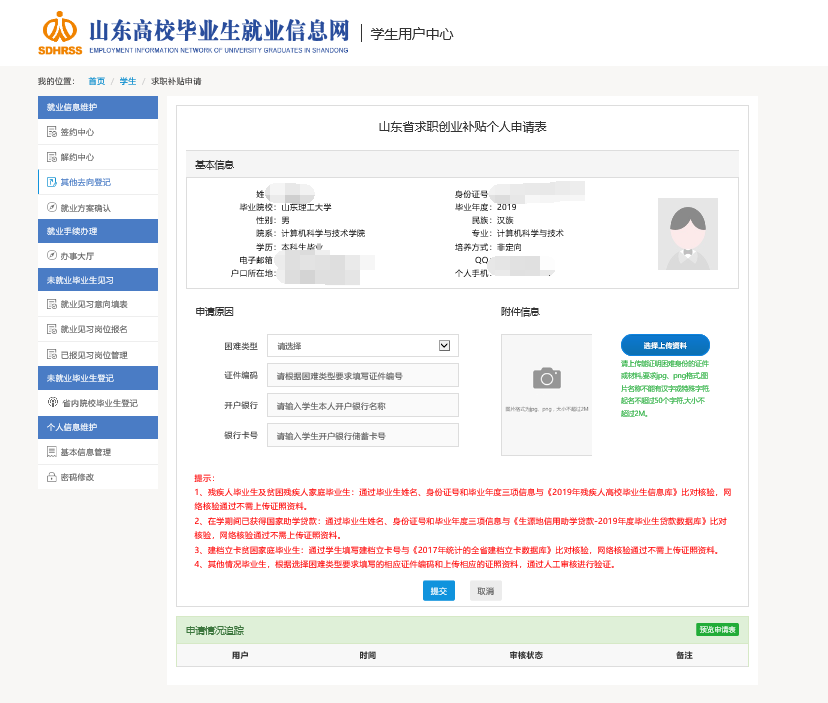 山东高校毕业生就业信息网 学生用户中心
SDHRSS EMPLOYMENT INFORMATION NETWORK OF UNIVERSITY GRADUATES IN SHANDONG
我的位置: 首页 / 学生 / 求职补贴申请
就业信息维护
签约中心
解约中心
其他去向登记
就业方案确认
就业手续办理
办事大厅
未就业毕业生见习
就业见习意向填表
就业见习岗位报名
已报见习岗位管理
未就业毕业生登记
省内院校毕业生登记
个人信息维护
基本信息管理
密码修改
山东省求职创业补贴个人申请表
基本信息
姓
身份证号
毕业院校: 山东理工大学
毕业年度: 2019
性别: 男
民族: 汉族
院系: 计算机科学与技术学院
专业: 计算机科学与技术
学历: 本科生毕业
培养方式: 非定向
电子邮箱
QQ
户口所在地:
个人手机:
申请原因
附件信息
困难类型 请选择
证件编码 请根据困难类型要求填写证件编号
开户银行 请输入学生本人开户银行名称
银行卡号 请输入学生开户银行储蓄卡号
图片格式为jpg、png,大小不超过2M
选择上传资料
请上传能证明困难身份的证件
或材料,要求jpg、png格式,图
片名称不能有汉字或特殊字符,
起名不超过50个字符,大小不
超过2M。
提示:
1、残疾人毕业生及贫困残疾人家庭毕业生:通过毕业生姓名、身份证号和毕业年度三项信息与《2019年残疾人高校毕业生信息库》比对核验,网
络核验通过不需上传证照资料。
2、在学期间已获得国家助学贷款:通过毕业生姓名、身份证号和毕业年度三项信息与《生源地信用助学贷款-2019年度毕业生贷款数据库》比对
核验,网络核验通过不需上传证照资料。
3、建档立卡贫困家庭毕业生:通过学生填写建档立卡号与《2017年统计的全省建档立卡数据库》比对核验,网络核验通过不需上传证照资料。
4、其他情况毕业生,根据选择困难类型要求填写的相应证件编码和上传相应的证照资料,通过人工审核进行验证。
提交 取消
申请情况追踪 预览申请表
用户 时间 审核状态 备注